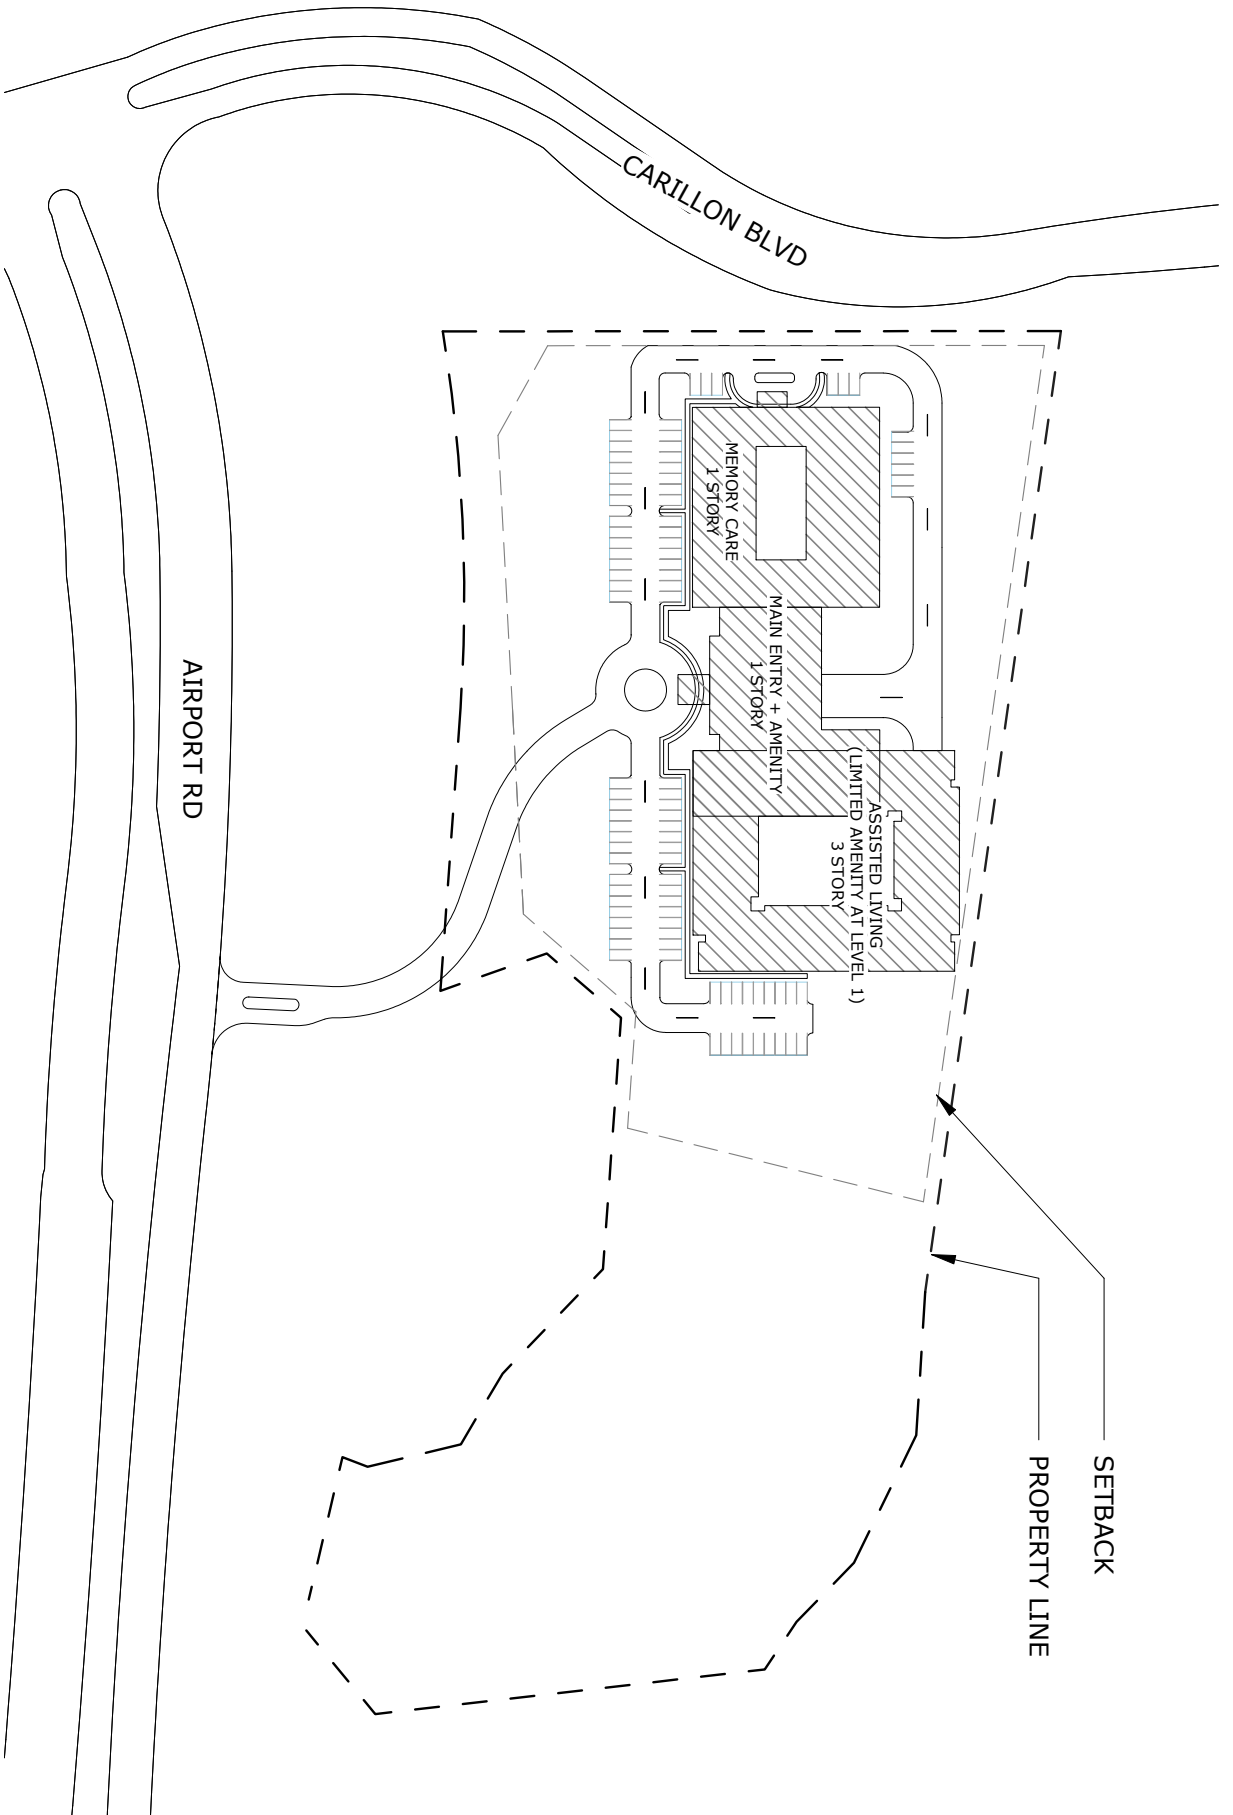 CARILLON BLVD
MEMORY CARE
1 STORY
MAIN ENTRY + AMENITY
1 STORY
ASSISTED LIVING
(LIMITED AMENITY AT LEVEL 1)
3 STORY
AIRPORT RD
SETBACK
PROPERTY LINE